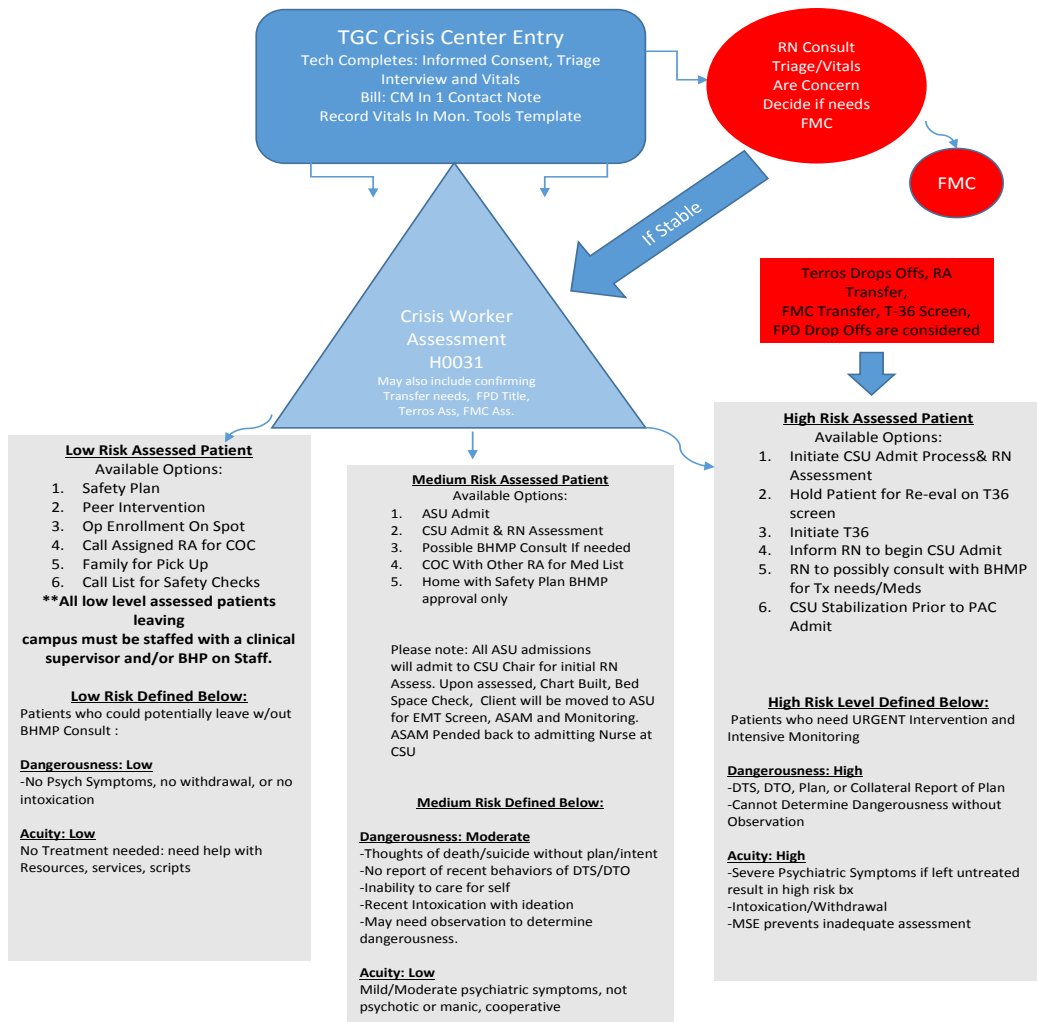 TGC Crisis Center Entry
Tech Completes: Informed Consent, Triage
Interview and Vitals
Bill: CM In 1 Contact Note
Record Vitals In Mon. Tools Template
RN Consult
Triage/Vitals
Are Concern
Decide if needs
FMC
FMC
If Stable
Terros Drops Offs, RA
Transfer,
FMC Transfer, T-36 Screen,
FPD Drop Offs are considered
Crisis Worker
Assessment
H0031
May also include confirming
Transfer needs, FPD Title,
Terros Ass, FMC Ass.
Low Risk Assessed Patient
Available Options:
1. Safety Plan
2. Peer Intervention
3. Op Enrollment On Spot
4. Call Assigned RA for COC
5. Family for Pick Up
6. Call List for Safety Checks
**All low level assessed patients
leaving
campus must be staffed with a clinical
supervisor and/or BHP on Staff.
Low Risk Defined Below:
Patients who could potentially leave w/out
BHMP Consult :
Dangerousness: Low
-No Psych Symptoms, no withdrawal, or no
intoxication
Acuity: Low
No Treatment needed: need help with
Resources, services, scripts
Medium Risk Assessed Patient
Available Options:
1. ASU Admit
2. CSU Admit & RN Assessment
3. Possible BHMP Consult If needed
4. COC With Other RA for Med List
5. Home with Safety Plan BHMP
approval only
Please note: All ASU admissions
will admit to CSU Chair for initial RN
Assess. Upon assessed, Chart Built, Bed
Space Check, Client will be moved to ASU
for EMT Screen, ASAM and Monitoring.
ASAM Pended back to admitting Nurse at
CSU
Medium Risk Defined Below:
Dangerousness: Moderate
-Thoughts of death/suicide without plan/intent
-No report of recent behaviors of DTS/DTO
-Inability to care for self
-Recent Intoxication with ideation
-May need observation to determine
dangerousness.
Acuity: Low
Mild/Moderate psychiatric symptoms, not
psychotic or manic, cooperative
High Risk Assessed Patient
Available Options:
1. Initiate CSU Admit Process& RN
Assessment
2. Hold Patient for Re-eval on T36
screen
3. Initiate T36
4. Inform RN to begin CSU Admit
5. RN to possibly consult with BHMP
for Tx needs/Meds
6. CSU Stabilization Prior to PAC
Admit
High Risk Level Defined Below:
Patients who need URGENT Intervention and
Intensive Monitoring
Dangerousness: High
-DTS, DTO, Plan, or Collateral Report of Plan
-Cannot Determine Dangerousness without
Observation
Acuity: High
-Severe Psychiatric Symptoms if left untreated
result in high risk bx
-Intoxication/Withdrawal
-MSE prevents inadequate assessment